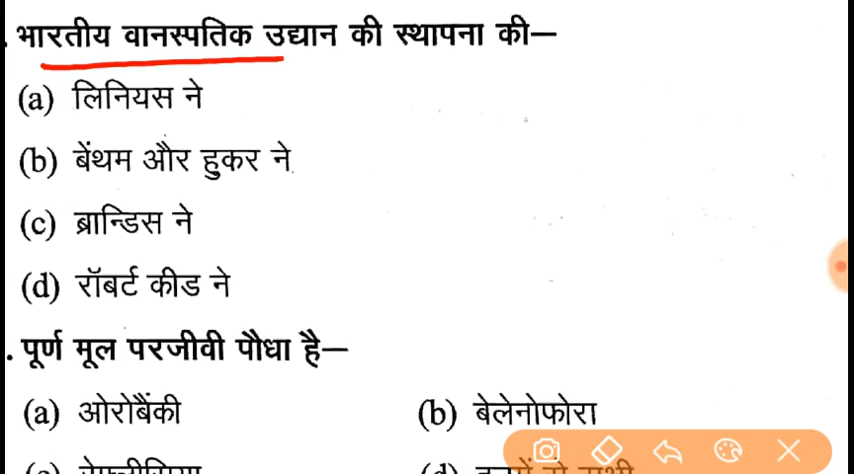 . भारतीय वानस्पतिक उद्यान की स्थापना की—
(a) लिनियस ने
(b) बेंथम और हुकर ने
(c) ब्रान्डिस ने
(d) रॉबर्ट कीड ने
. पूर्ण मूल परजीवी पौधा है—
(a) ओरोबैंकी (b) बेलेनोफोरा